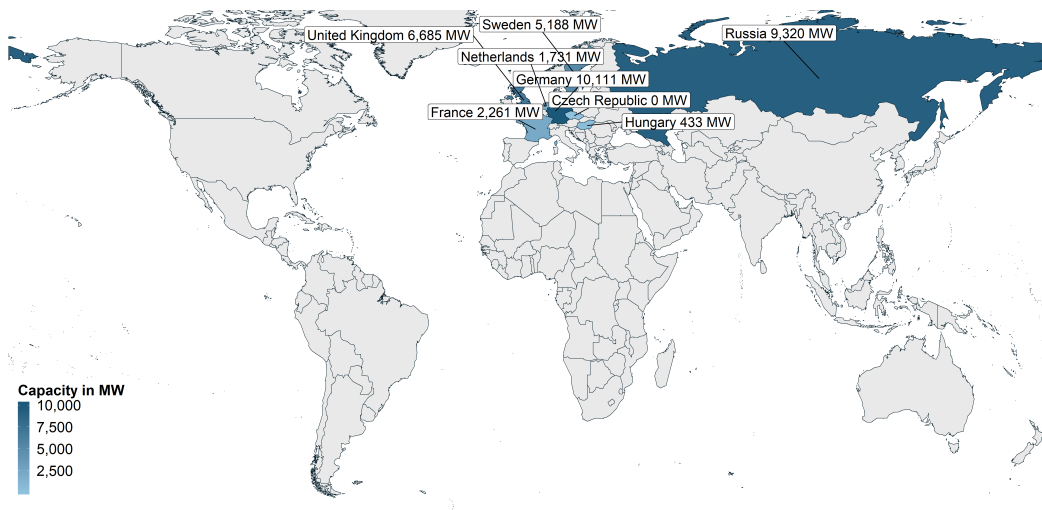 Sweden 5,188 MW
United Kingdom 6,685 MW
Russia 9,320 MW
Netherlands 1,731 MW
Germany 10,111 MW
Czech Republic 0 MW
France 2,261 MW
Hungary 433 MW
Capacity in MW
10,000
7,500
5,000
2,500